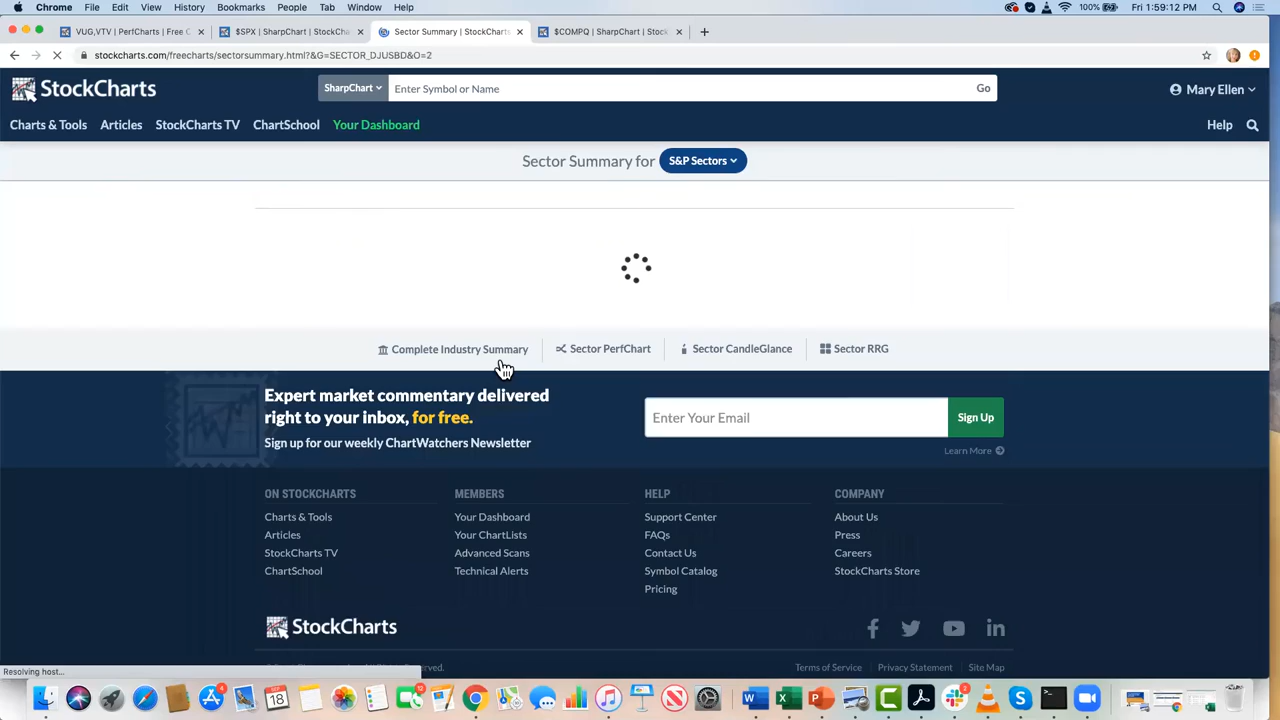 Chrome File Edit View History Bookmarks People Tab Window Help 100% Fri 1:59:12 PM
VUG,VTV | PerfCharts | Free C × $SPX | SharpChart | StockCha × Sector Summary | StockCharts × $COMPQ | SharpChart | Stock × +
stockcharts.com/freecharts/sectorsummary.html?&G=SECTOR_DJUSBD&O=2
StockCharts SharpChart Enter Symbol or Name Go Mary Ellen
Charts & Tools Articles StockCharts TV ChartSchool Your Dashboard Help
Sector Summary for S&P Sectors
Complete Industry Summary Sector PerfChart Sector CandleGlance Sector RRG
Expert market commentary delivered
right to your inbox, for free.
Sign up for our weekly ChartWatchers Newsletter
Enter Your Email Sign Up
Learn More
ON STOCKCHARTS MEMBERS HELP COMPANY
Charts & Tools Your Dashboard Support Center About Us
Articles Your ChartLists FAQs Press
StockCharts TV Advanced Scans Contact Us Careers
ChartSchool Technical Alerts Symbol Catalog StockCharts Store
Pricing
StockCharts
Resolving host... Reserved. Terms of Service Privacy Statement Site Map